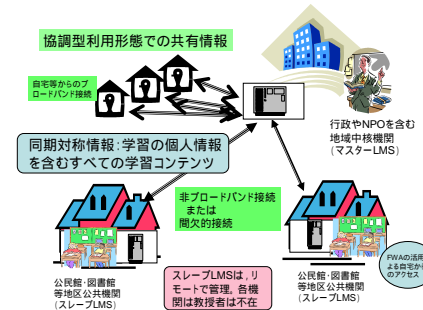 協調型利用形態での共有情報
自宅等からのブ
ロードバンド接続
行政やNPOを含む
地域中核機関
(マスターLMS)
同期対称情報:学習の個人情報
を含むすべての学習コンテンツ
非ブロードバンド接続
または
間欠的接続
FWAの活用
よる自宅か
のアクセス
スレーブLMSは,リ
モートで管理。各機
関は教授者は不在
公民館・図書館
等地区公共機関
(スレーブLMS)
公民館・図書館
等地区公共機関
(スレーブLMS)